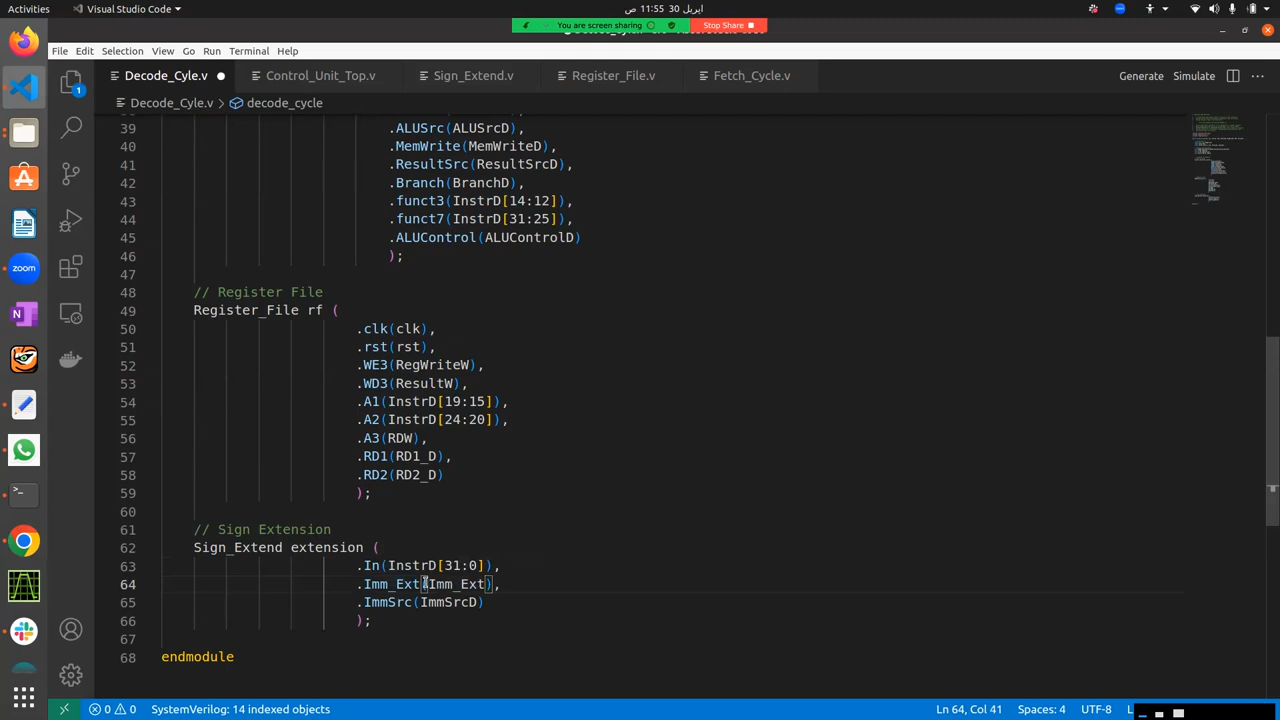 Activities Visual Studio Code 11:55 ص ابريل 30
You are screen sharing Stop Share
File Edit Selection View Go Run Terminal Help
Decode_Cyle.v Control_Unit_Top.v Sign_Extend.v Register_File.v Fetch_Cycle.v Generate Simulate
Decode_Cyle.v > decode_cycle
39 .ALUSrc(ALUSrcD),
40 .MemWrite(MemWriteD),
41 .ResultSrc(ResultSrcD),
42 .Branch(BranchD),
43 .funct3(InstrD[14:12]),
44 .funct7(InstrD[31:25]),
45 .ALUControl(ALUControlD)
46 );
47
48 // Register File
49 Register_File rf (
50 .clk(clk),
51 .rst(rst),
52 .WE3(RegWriteW),
53 .WD3(ResultW),
54 .A1(InstrD[19:15]),
55 .A2(InstrD[24:20]),
56 .A3(RDW),
57 .RD1(RD1_D),
58 .RD2(RD2_D)
59 );
60
61 // Sign Extension
62 Sign_Extend extension (
63 .In(InstrD[31:0]),
64 .Imm_Ext(Imm_Ext),
65 .ImmSrc(ImmSrcD)
66 );
67
68 endmodule
zoom
1
0 0 SystemVerilog: 14 indexed objects Ln 64, Col 41 Spaces: 4 UTF-8 L